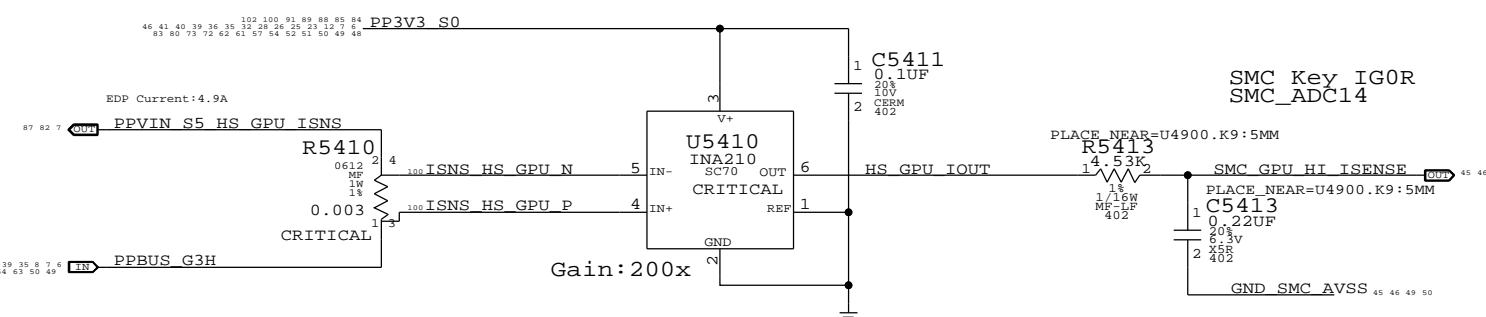 102 100 91 89 88 85 84
46 41 40 39 36 35 32 28 26 25 23 12 7 6
83 80 73 72 62 61 57 54 52 51 50 49 48
PP3V3_S0
EDP Current:4.9A
87 82 7 OUT PPVIN_S5_HS_GPU_ISNS
R5410
0612
MF
1W
1%
0.003
CRITICAL
2 4
1 3
39 35 8 7 6
64 63 50 49
IN PPBUS_G3H
100 ISNS_HS_GPU_N
100 ISNS_HS_GPU_P
3
V+
U5410
INA210
SC70
CRITICAL
5 IN-
4 IN+
OUT 6
REF 1
GND
2
Gain:200x
1
C5411
0.1UF
20%
10V
CERM
402
2
HS_GPU_IOUT
SMC Key IG0R
SMC_ADC14
PLACE_NEAR=U4900.K9:5MM
R5413
4.53K
1 2
1%
1/16W
MF-LF
402
SMC_GPU_HI_ISENSE OUT 45 46
PLACE_NEAR=U4900.K9:5MM
1
C5413
0.22UF
20%
6.3V
X5R
402
2
GND_SMC_AVSS 45 46 49 50